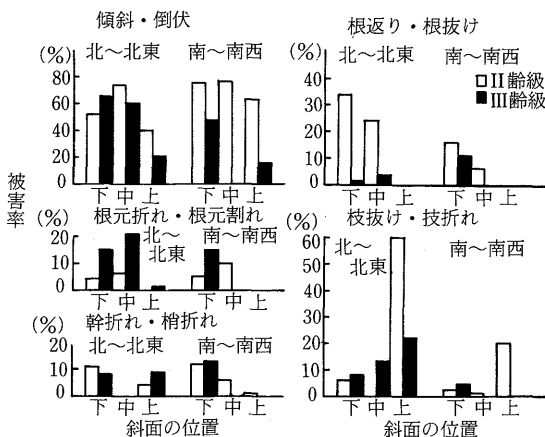 傾斜・倒伏
(%) 北〜北東 南〜南西
80
60
40
20
0
下 中 上 下 中 上
根返り・根抜け
(%) 北〜北東 南〜南西
□II齢級
■III齢級
40
30
20
10
0
下 中 上 下 中 上
被害率
根元折れ・根元割れ
(%) 北〜北東 南〜南西
20
10
0
下 中 上 下 中 上
枝抜け・技折れ
(%) 北〜北東 南〜南西
60
50
40
30
20
10
0
下 中 上 下 中 上
斜面の位置
幹折れ・梢折れ
(%) 北〜北東 南〜南西
20
10
0
下 中 上 下 中 上
斜面の位置